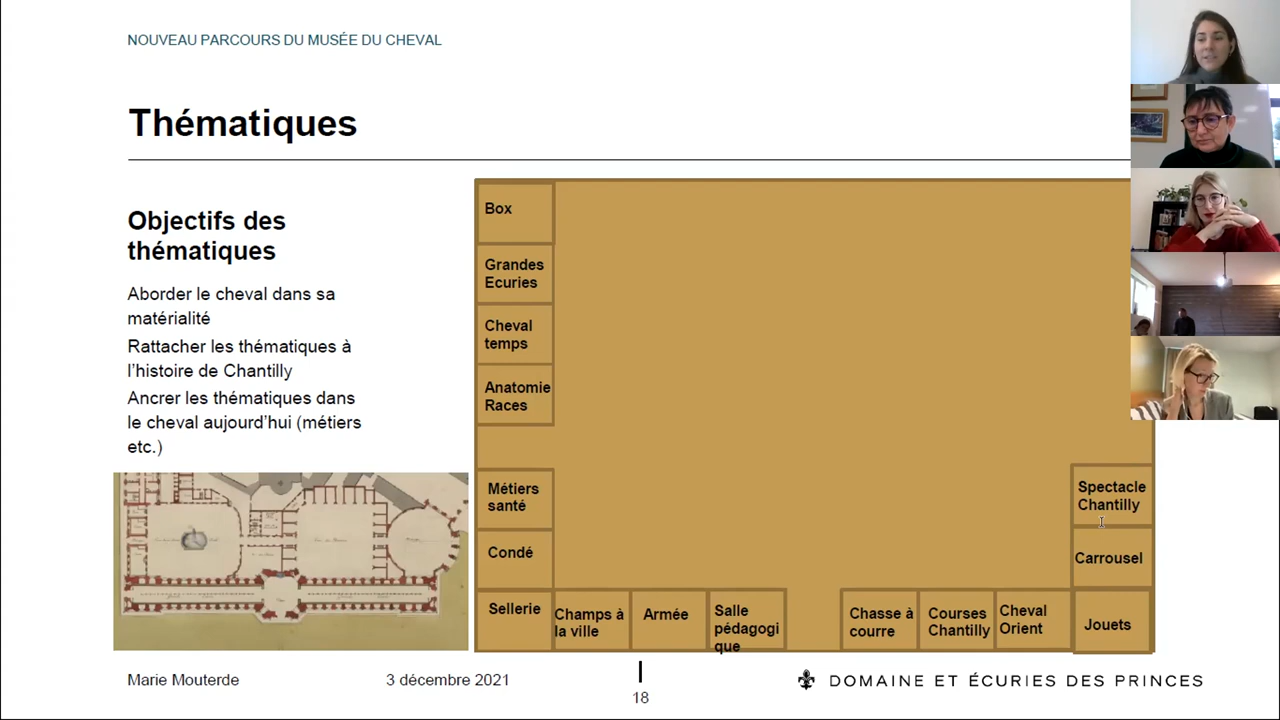 NOUVEAU PARCOURS DU MUSÉE DU CHEVAL
Thématiques
Objectifs des
thématiques
Aborder le cheval dans sa
matérialité
Rattacher les thématiques à
l'histoire de Chantilly
Ancrer les thématiques dans
le cheval aujourd'hui (métiers
etc.)
Box
Grandes
Ecuries
Cheval
temps
Anatomie
Races
Métiers
santé
Condé
Sellerie
Champs à
la ville
Armée
Salle
pédagogi
que
Chasse à
courre
Courses
Chantilly
Cheval
Orient
Jouets
Carrousel
Spectacle
Chantilly
Marie Mouterde
3 décembre 2021
18
DOMAINE ET ÉCURIES DES PRINCES